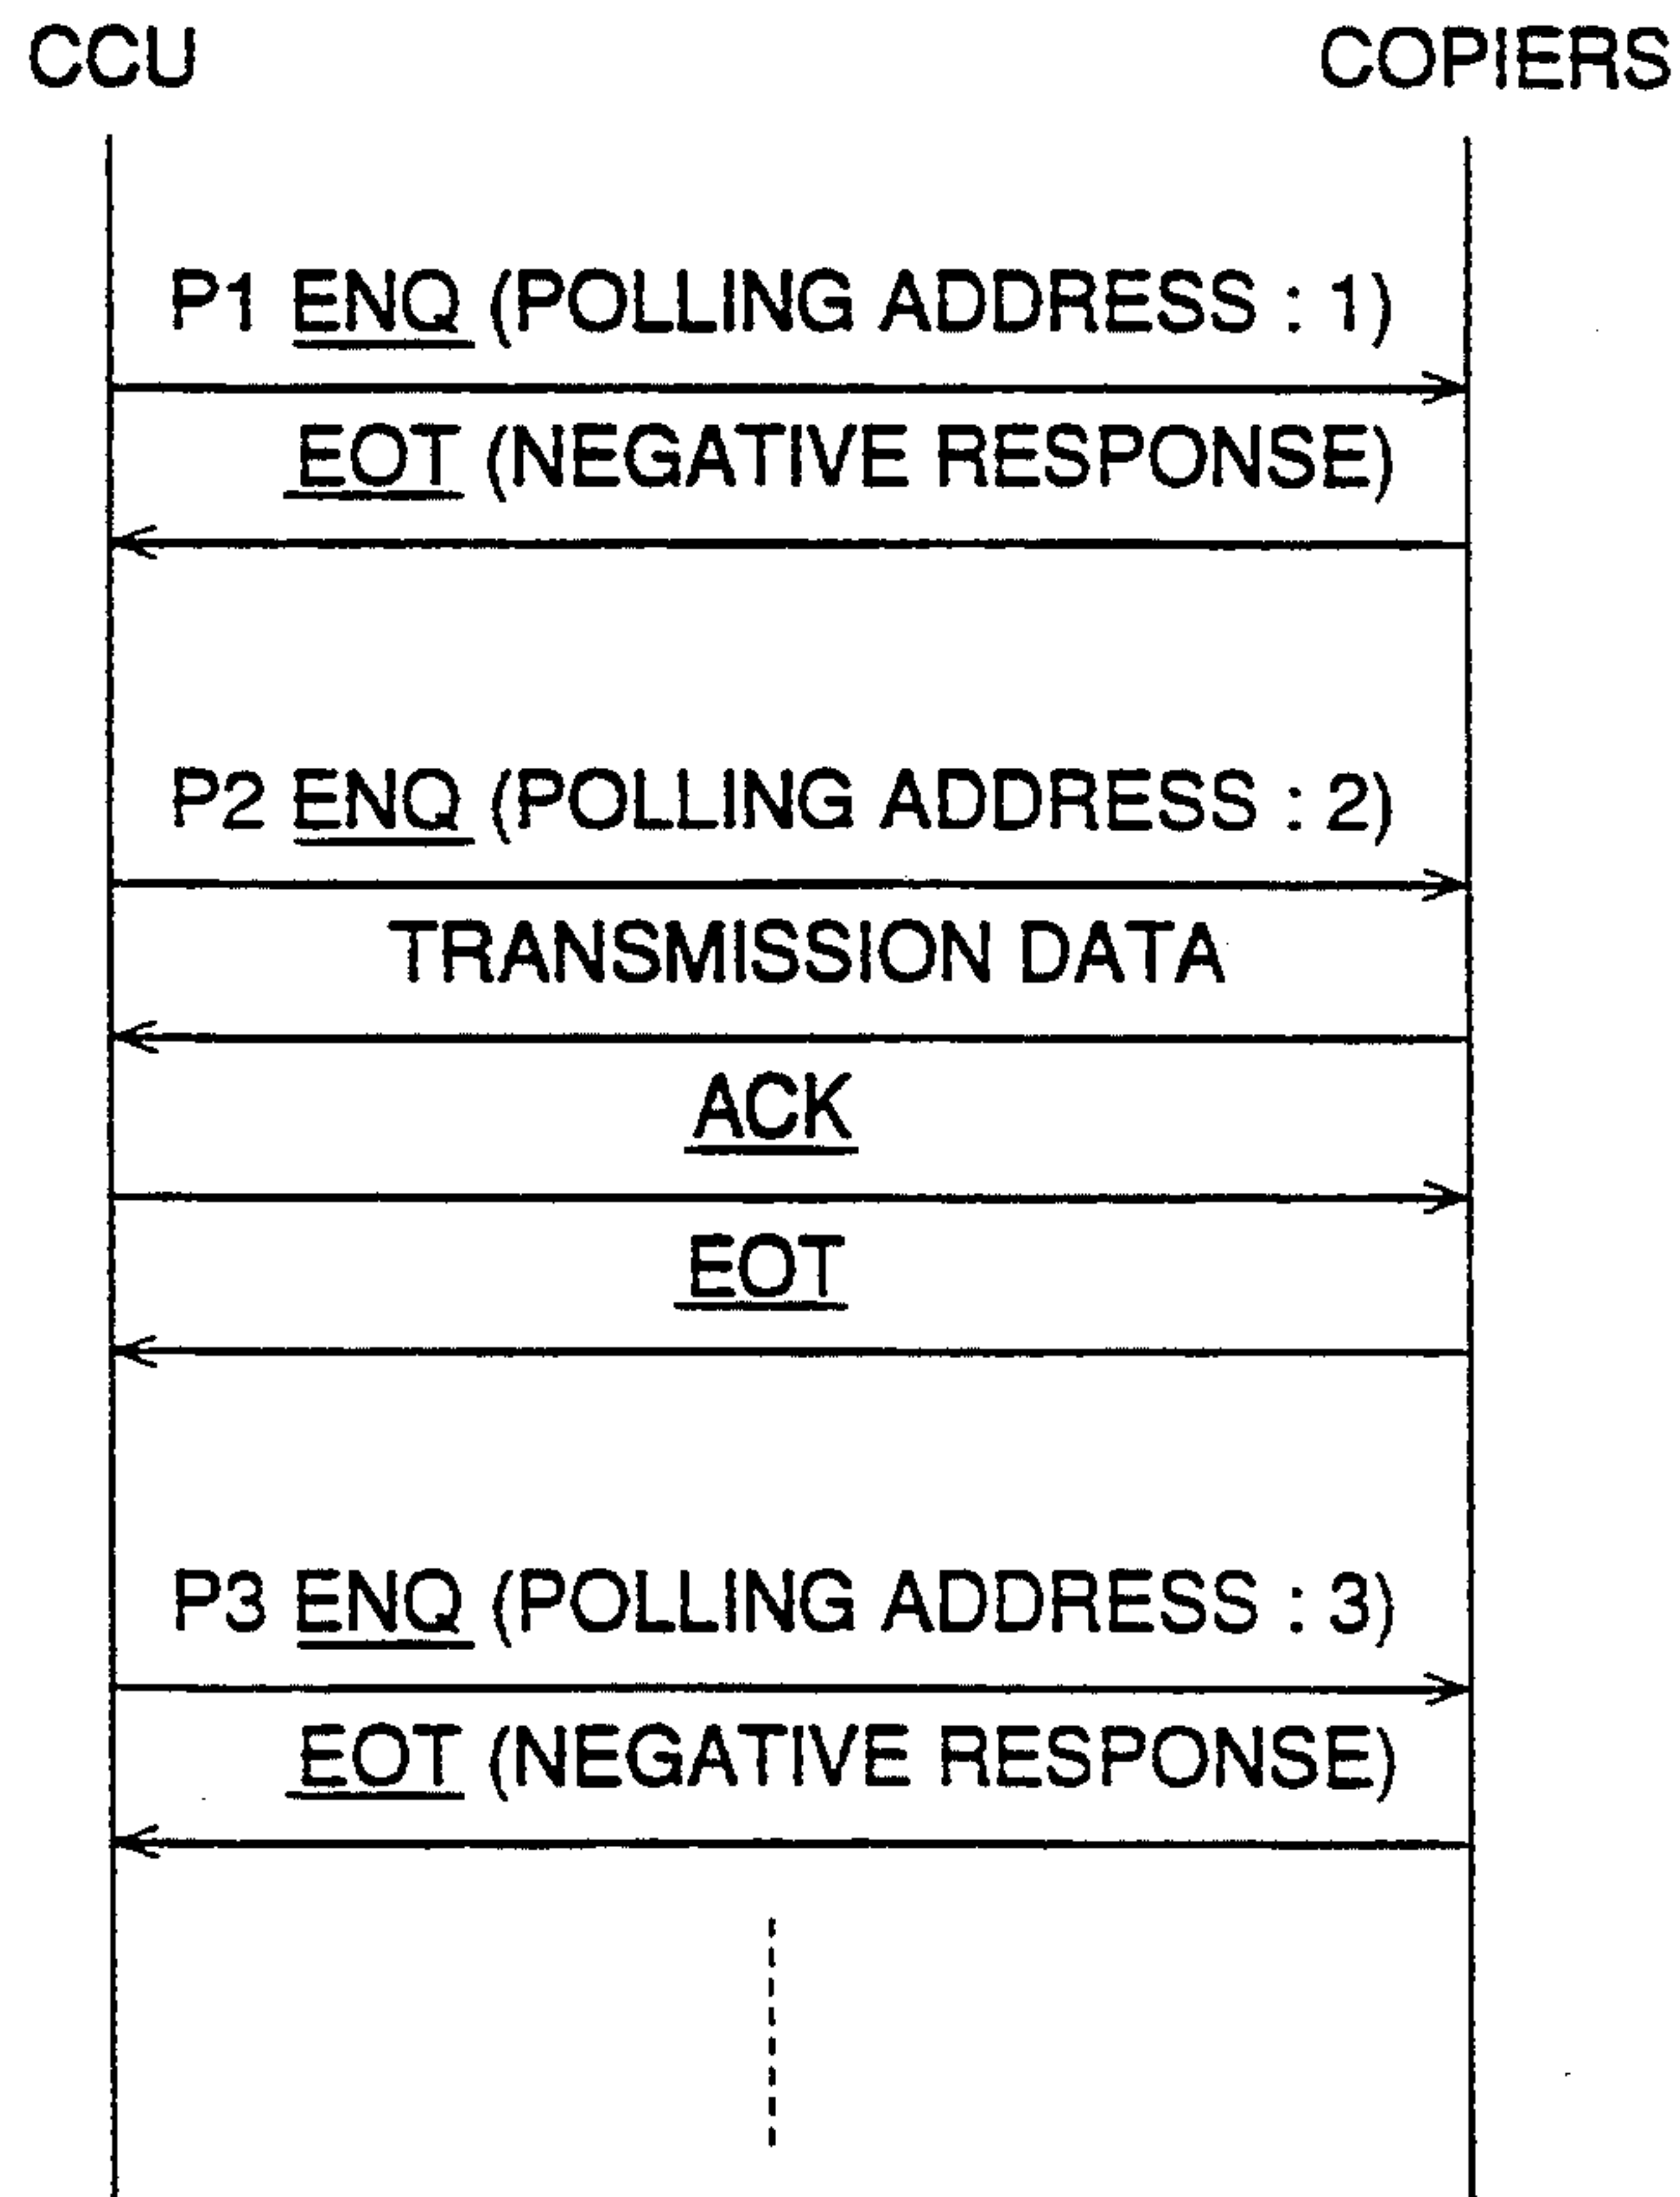 CCU COPIERS
P1 ENQ (POLLING ADDRESS : 1)
EOT (NEGATIVE RESPONSE)
P2 ENQ (POLLING ADDRESS : 2)
TRANSMISSION DATA
ACK
EOT
P3 ENQ (POLLING ADDRESS : 3)
EOT (NEGATIVE RESPONSE)